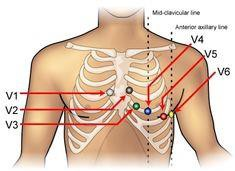 Mid-clavicular line
Anterior axillary line
V4
V5
V6
V1
V2
V3